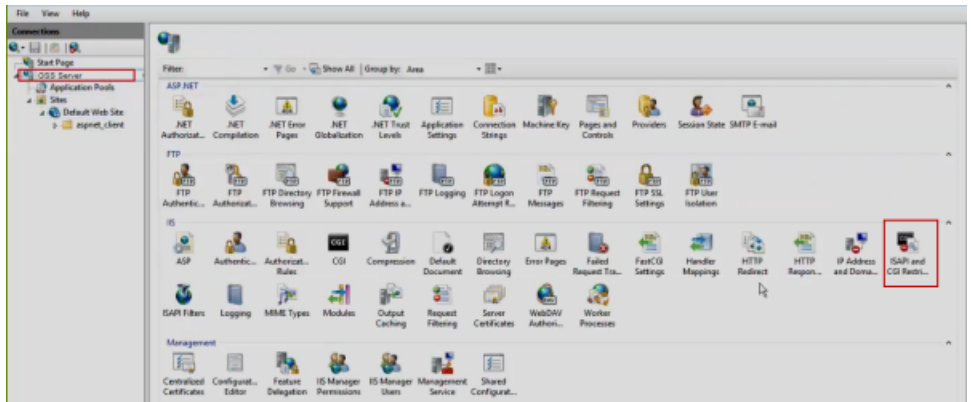 File View Help
Connections
Start Page
OSS Server
Application Pools
Sites
Default Web Site
aspnet_client
Filter: Go Show All Group by: Area
ASP.NET
.NET Authorizat... .NET Compilation .NET Error Pages .NET Globalization .NET Trust Levels Application Settings Connection Strings Machine Key Pages and Controls Providers Session State SMTP E-mail
FTP
FTP Authentic... FTP Authorizat... FTP Directory Browsing FTP Firewall Support FTP IP Address a... FTP Logging FTP Logon Attempt R... FTP Messages FTP Request Filtering FTP SSL Settings FTP User Isolation
IIS
ASP Authentic... Authorizat... Rules CGI Compression Default Document Directory Browsing Error Pages Failed Request Tra... FastCGI Settings Handler Mappings HTTP Redirect HTTP Respon... IP Address and Doma... ISAPI and CGI Restri...
ISAPI Filters Logging MIME Types Modules Output Caching Request Filtering Server Certificates WebDAV Authori... Worker Processes
Management
Centralized Certificates Configurat... Editor Feature Delegation IIS Manager Permissions IIS Manager Users Management Service Shared Configurat...